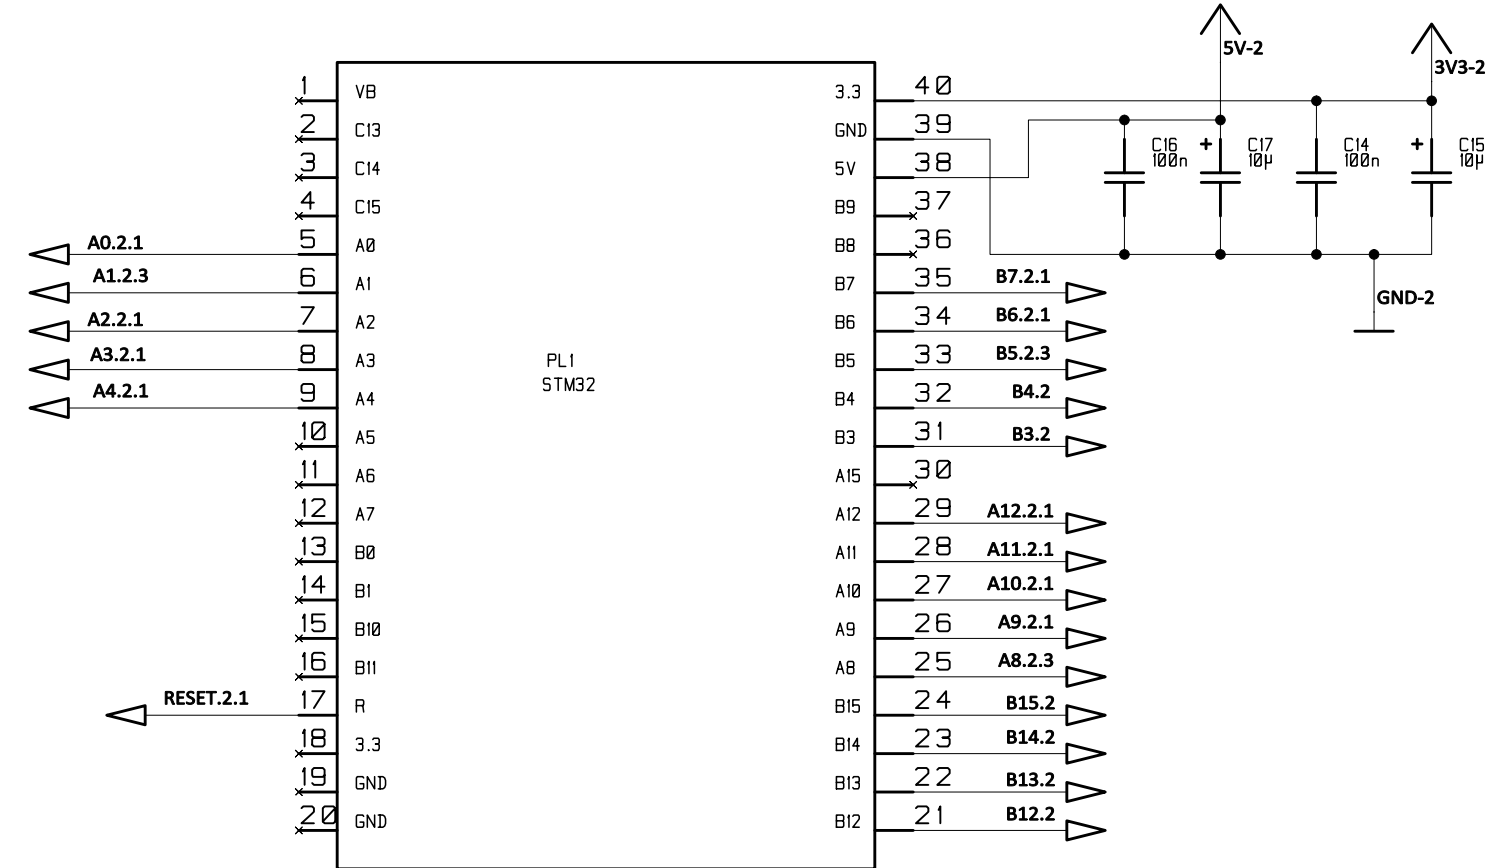 5V-2
3V3-2
1 VB 3.3 40
2 C13 GND 39
3 C14 5V 38
4 C15 B9 37
C16 100n
+ C17 10µ
C14 100n
+ C15 10µ
A0.2.1 5 A0 B8 36
A1.2.3 6 A1 B7 35 B7.2.1
GND-2
A2.2.1 7 A2 B6 34 B6.2.1
A3.2.1 8 A3 B5 33 B5.2.3
PL1
STM32
A4.2.1 9 A4 B4 32 B4.2
10 A5 B3 31 B3.2
11 A6 A15 30
12 A7 A12 29 A12.2.1
13 B0 A11 28 A11.2.1
14 B1 A10 27 A10.2.1
15 B10 A9 26 A9.2.1
16 B11 A8 25 A8.2.3
RESET.2.1 17 R B15 24 B15.2
18 3.3 B14 23 B14.2
19 GND B13 22 B13.2
20 GND B12 21 B12.2